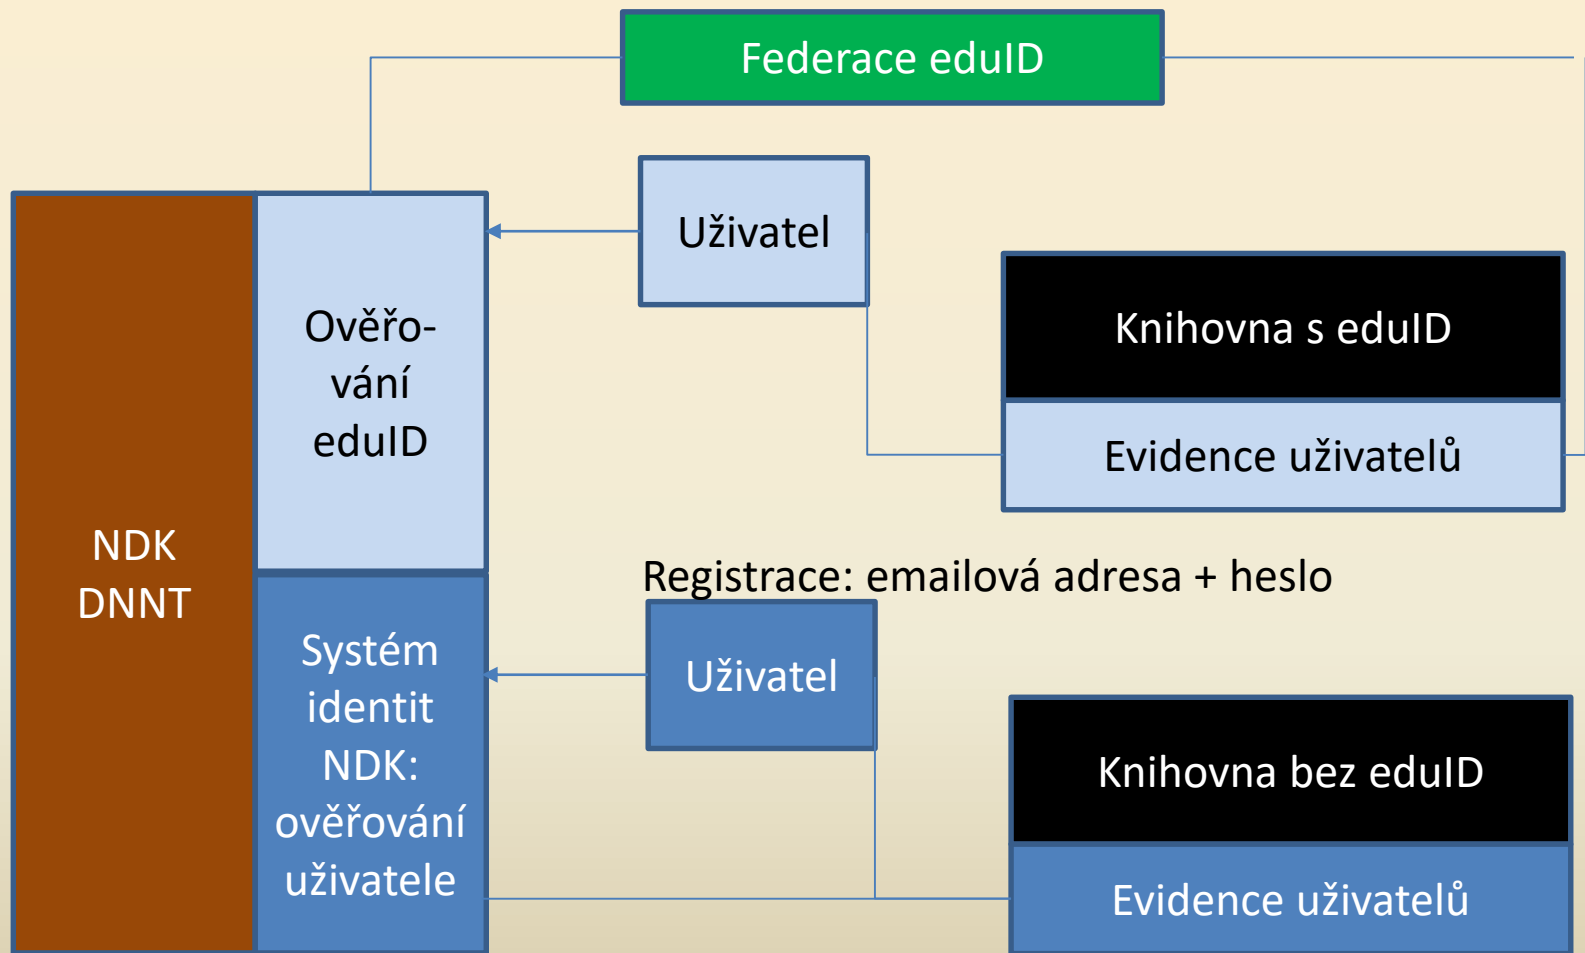 Federace eduID
Uživatel
Knihovna s eduID
Evidence uživatelů
Ověřo-
vání
eduID
NDK
DNNT
Registrace: emailová adresa + heslo
Systém
identit
NDK:
ověřování
uživatele
Uživatel
Knihovna bez eduID
Evidence uživatelů